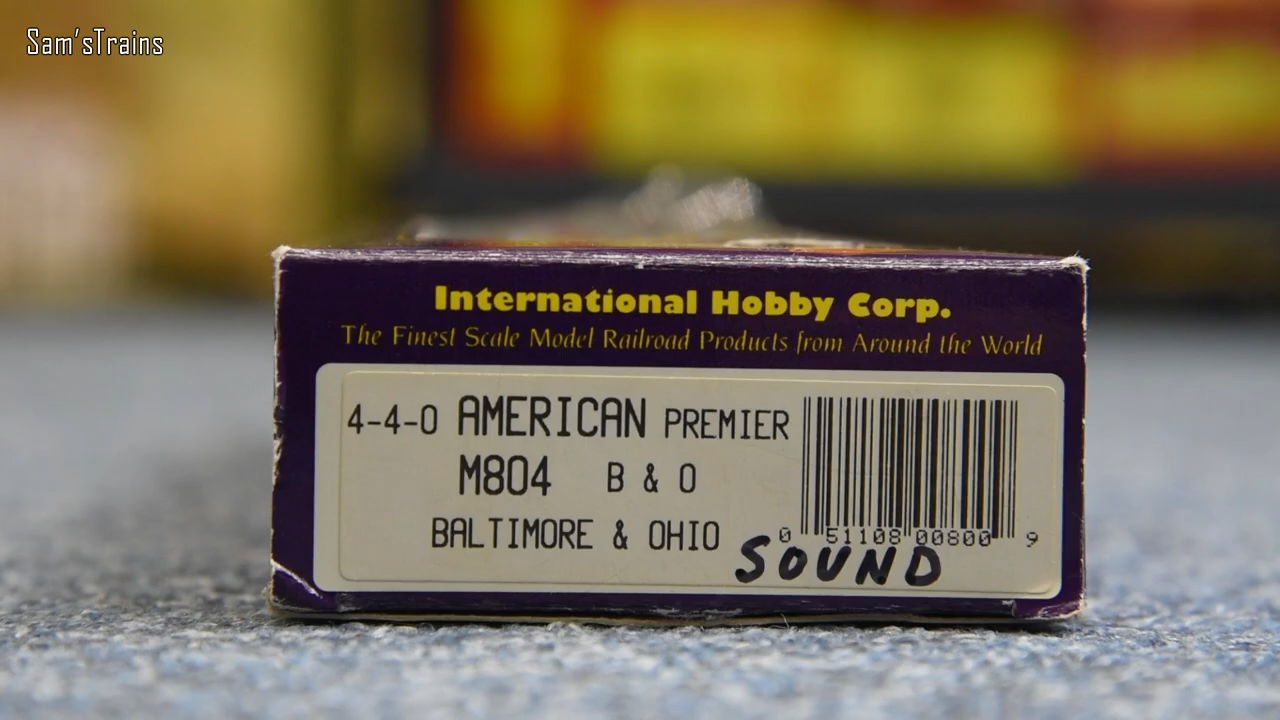 Sam'sTrains
International Hobby Corp.
The Finest Scale Model Railroad Products from Around the World
4-4-0 AMERICAN PREMIER
M804 B & O
BALTIMORE & OHIO
0 51108 00800 9
SOUND